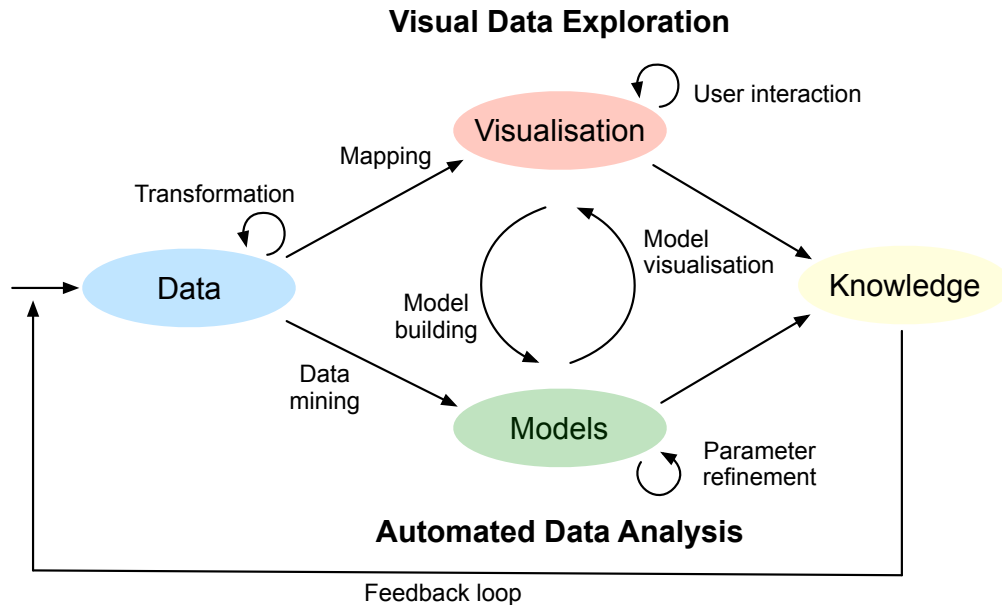 Visual Data Exploration
User interaction
Visualisation
Mapping
Transformation
Model
visualisation
Data
Knowledge
Model
building
Data
mining
Models
Parameter
refinement
Automated Data Analysis
Feedback loop